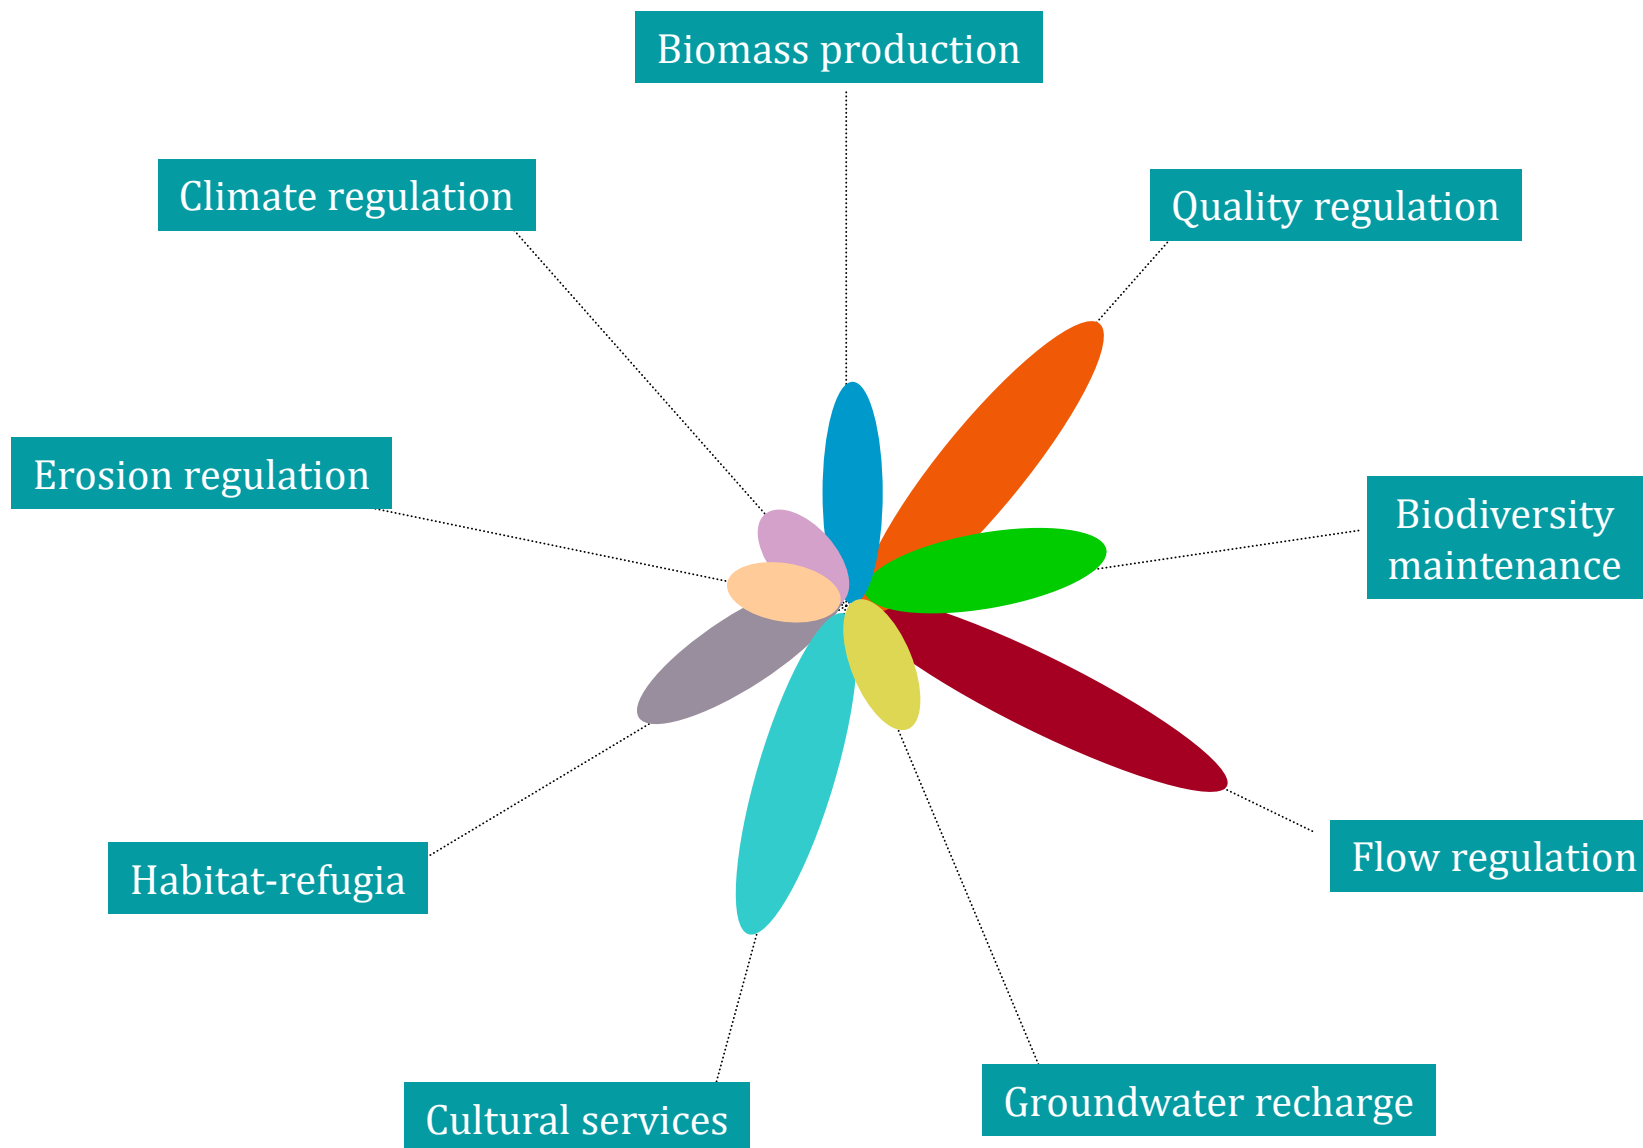 Biomass production
Climate regulation
Quality regulation
Erosion regulation
Biodiversity
maintenance
Habitat-refugia
Flow regulation
Cultural services
Groundwater recharge